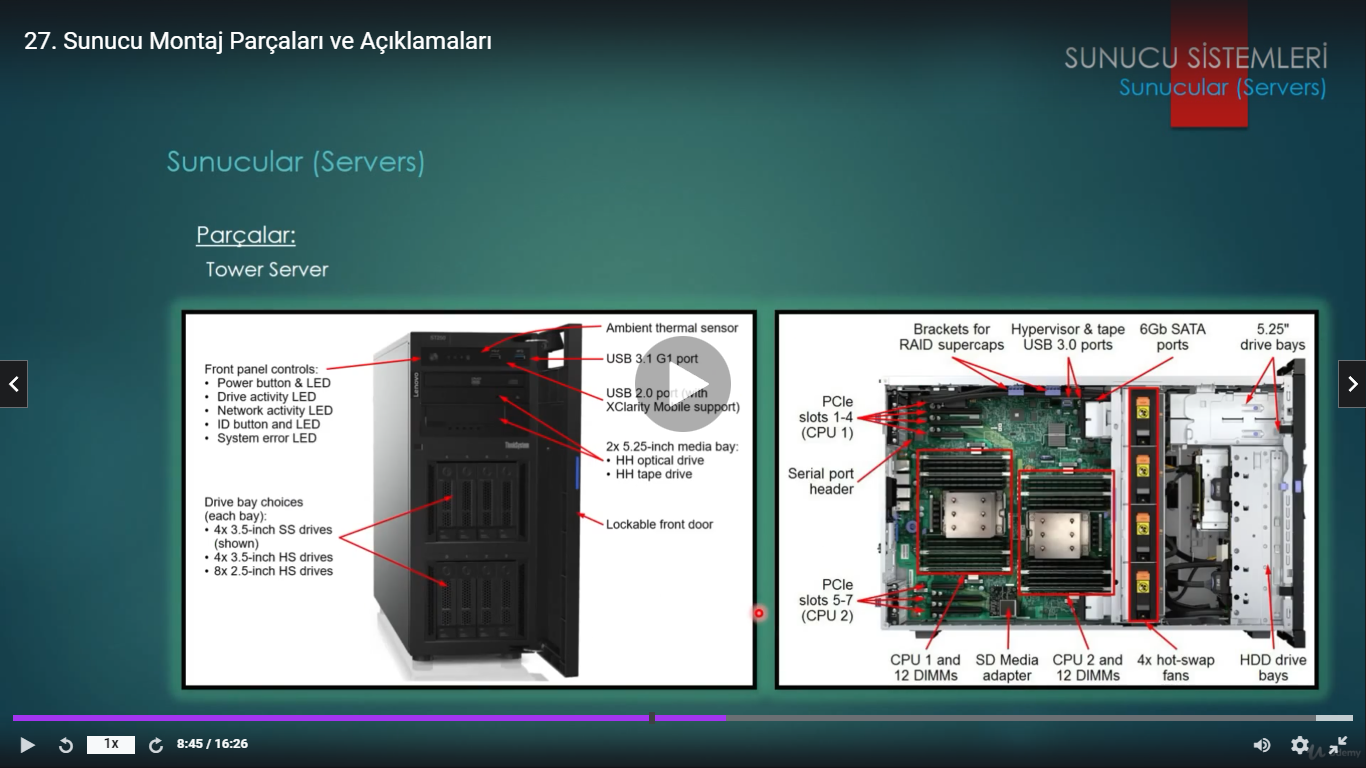 27. Sunucu Montaj Parçaları ve Açıklamaları
SUNUCU SİSTEMLERİ
Sunucular (Servers)
Sunucular (Servers)
Parçalar:
Tower Server
Ambient thermal sensor
USB 3.1 G1 port
USB 2.0 port (with
XClarity Mobile support)
2x 5.25-inch media bay:
• HH optical drive
• HH tape drive
Lockable front door
Front panel controls:
• Power button & LED
• Drive activity LED
• Network activity LED
• ID button and LED
• System error LED
Drive bay choices
(each bay):
• 4x 3.5-inch SS drives
(shown)
• 4x 3.5-inch HS drives
• 8x 2.5-inch HS drives
Lenovo
ThinkSystem
Brackets for
RAID supercaps
Hypervisor & tape
USB 3.0 ports
6Gb SATA
ports
5.25"
drive bays
PCIe
slots 1-4
(CPU 1)
Serial port
header
PCIe
slots 5-7
(CPU 2)
CPU 1 and
12 DIMMs
SD Media
adapter
CPU 2 and
12 DIMMs
4x hot-swap
fans
HDD drive
bays
1x
8:45 / 16:26